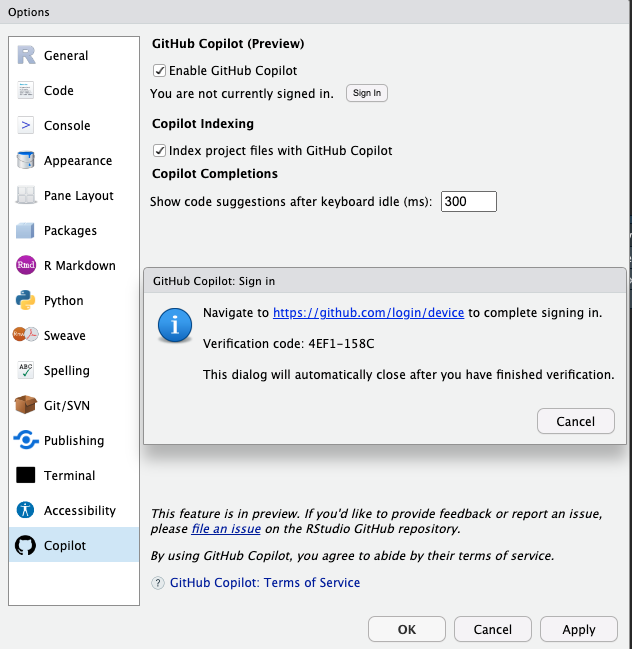 Options
General
Code
Console
Appearance
Pane Layout
Packages
Rmd R Markdown
Python
Sweave
ABC Spelling
Git/SVN
Publishing
Terminal
Accessibility
Copilot
GitHub Copilot (Preview)
Enable GitHub Copilot
You are not currently signed in. Sign In
Copilot Indexing
Index project files with GitHub Copilot
Copilot Completions
Show code suggestions after keyboard idle (ms): 300
GitHub Copilot: Sign in
Navigate to https://github.com/login/device to complete signing in.
Verification code: 4EF1-158C
This dialog will automatically close after you have finished verification.
Cancel
This feature is in preview. If you'd like to provide feedback or report an issue,
please file an issue on the RStudio GitHub repository.
By using GitHub Copilot, you agree to abide by their terms of service.
? GitHub Copilot: Terms of Service
OK Cancel Apply